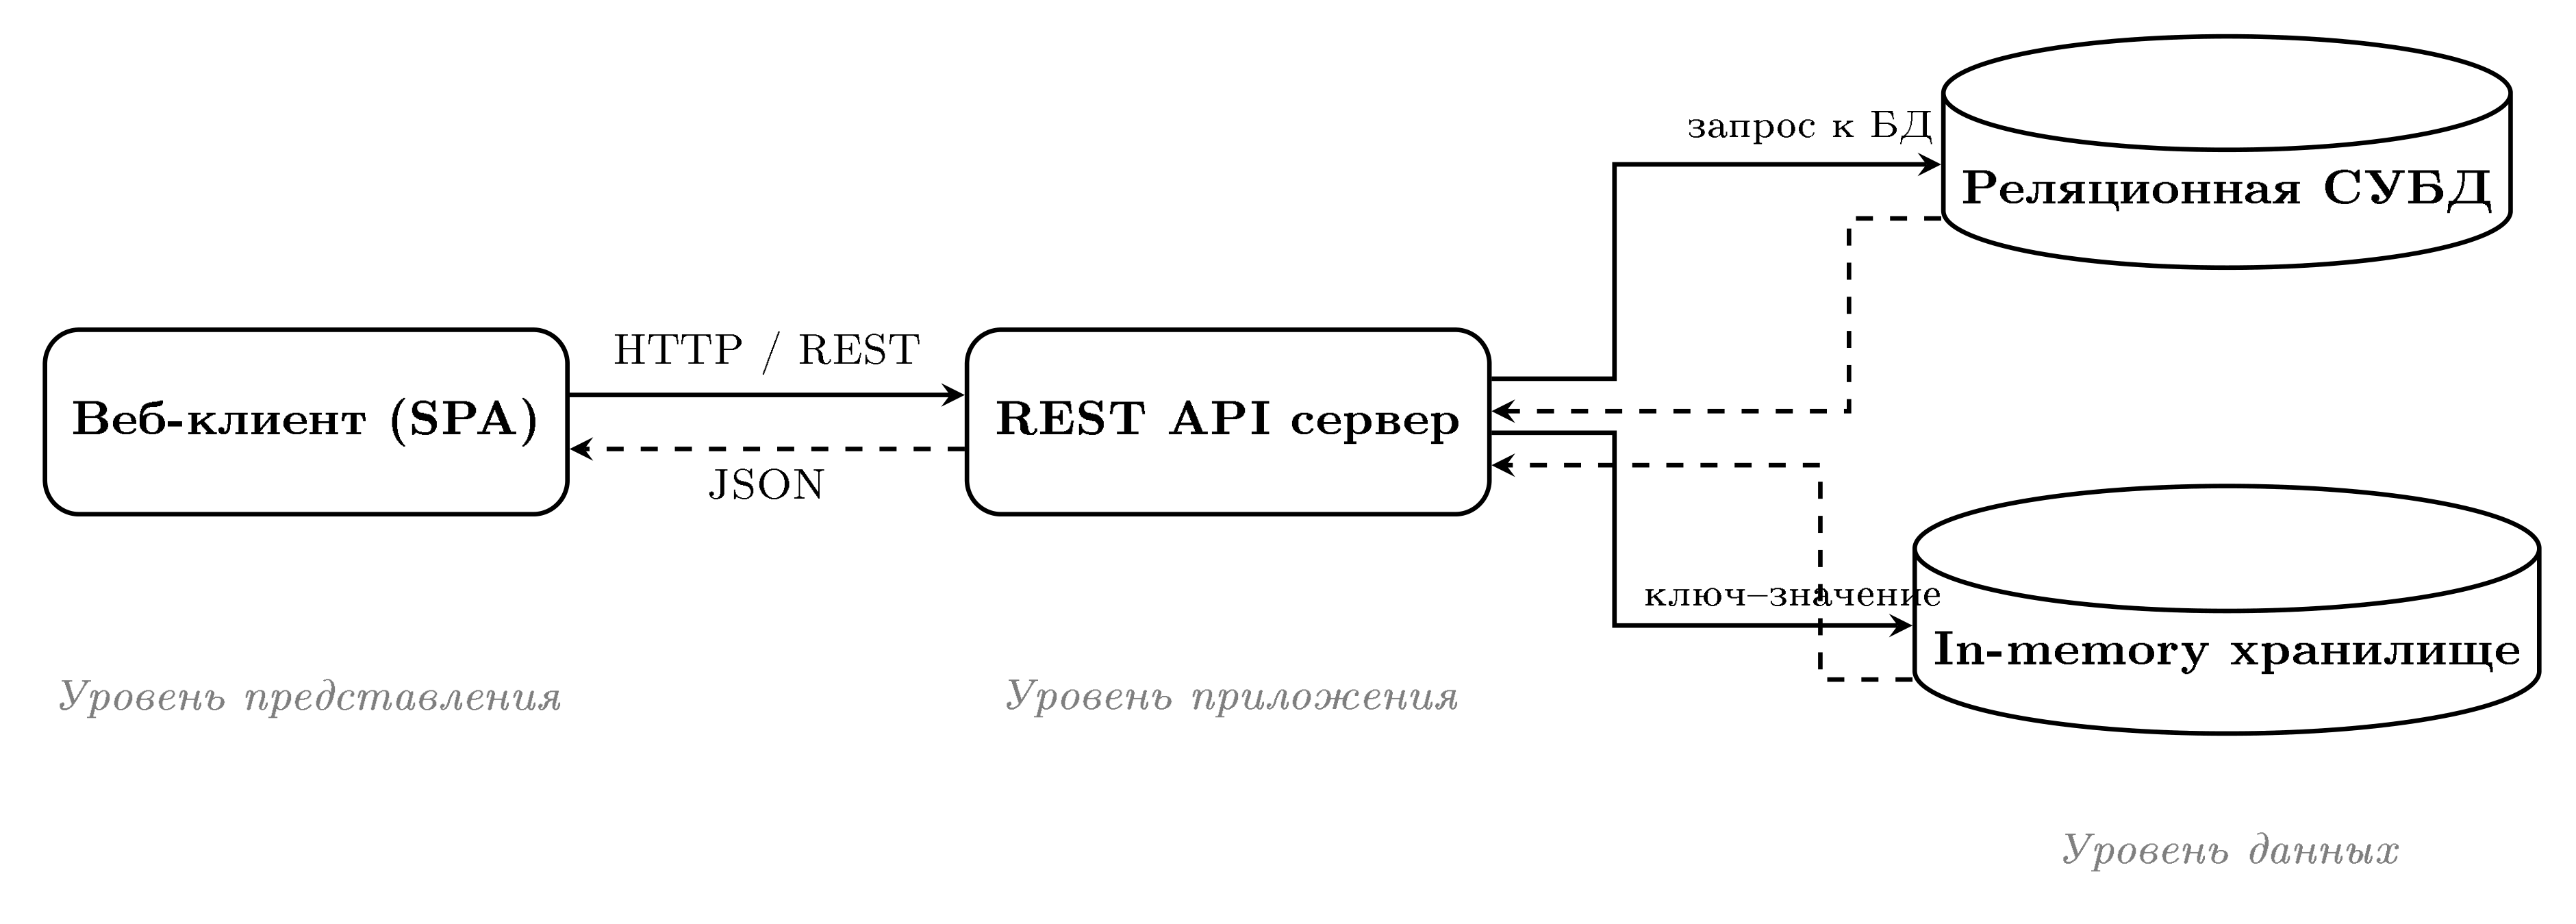 запрос к БД
Реляционная СУБД
HTTP / REST
Веб-клиент (SPA)
REST API сервер
JSON
ключ–значение
In-memory хранилище
Уровень представления
Уровень приложения
Уровень данных